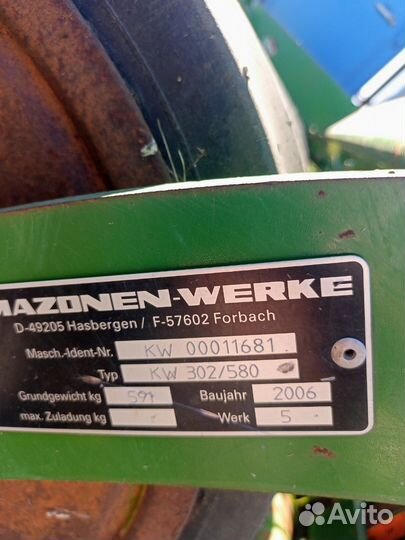 MAZONEN-WERKE
D-49205 Hasbergen / F-57602 Forbach
Masch.-Ident-Nr. KW 00011681
Typ KW 302/580
Grundgewicht kg 591 Baujahr 2006
max. Zuladung kg - Werk 5
Avito